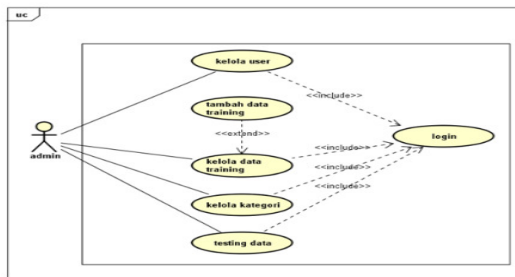 uc
kelola user
<<include>>
tambah data
training
<<extend>>
login
admin
kelola data
training
<<include>>
<<include>>
kelola kategori
<<include>>
testing data